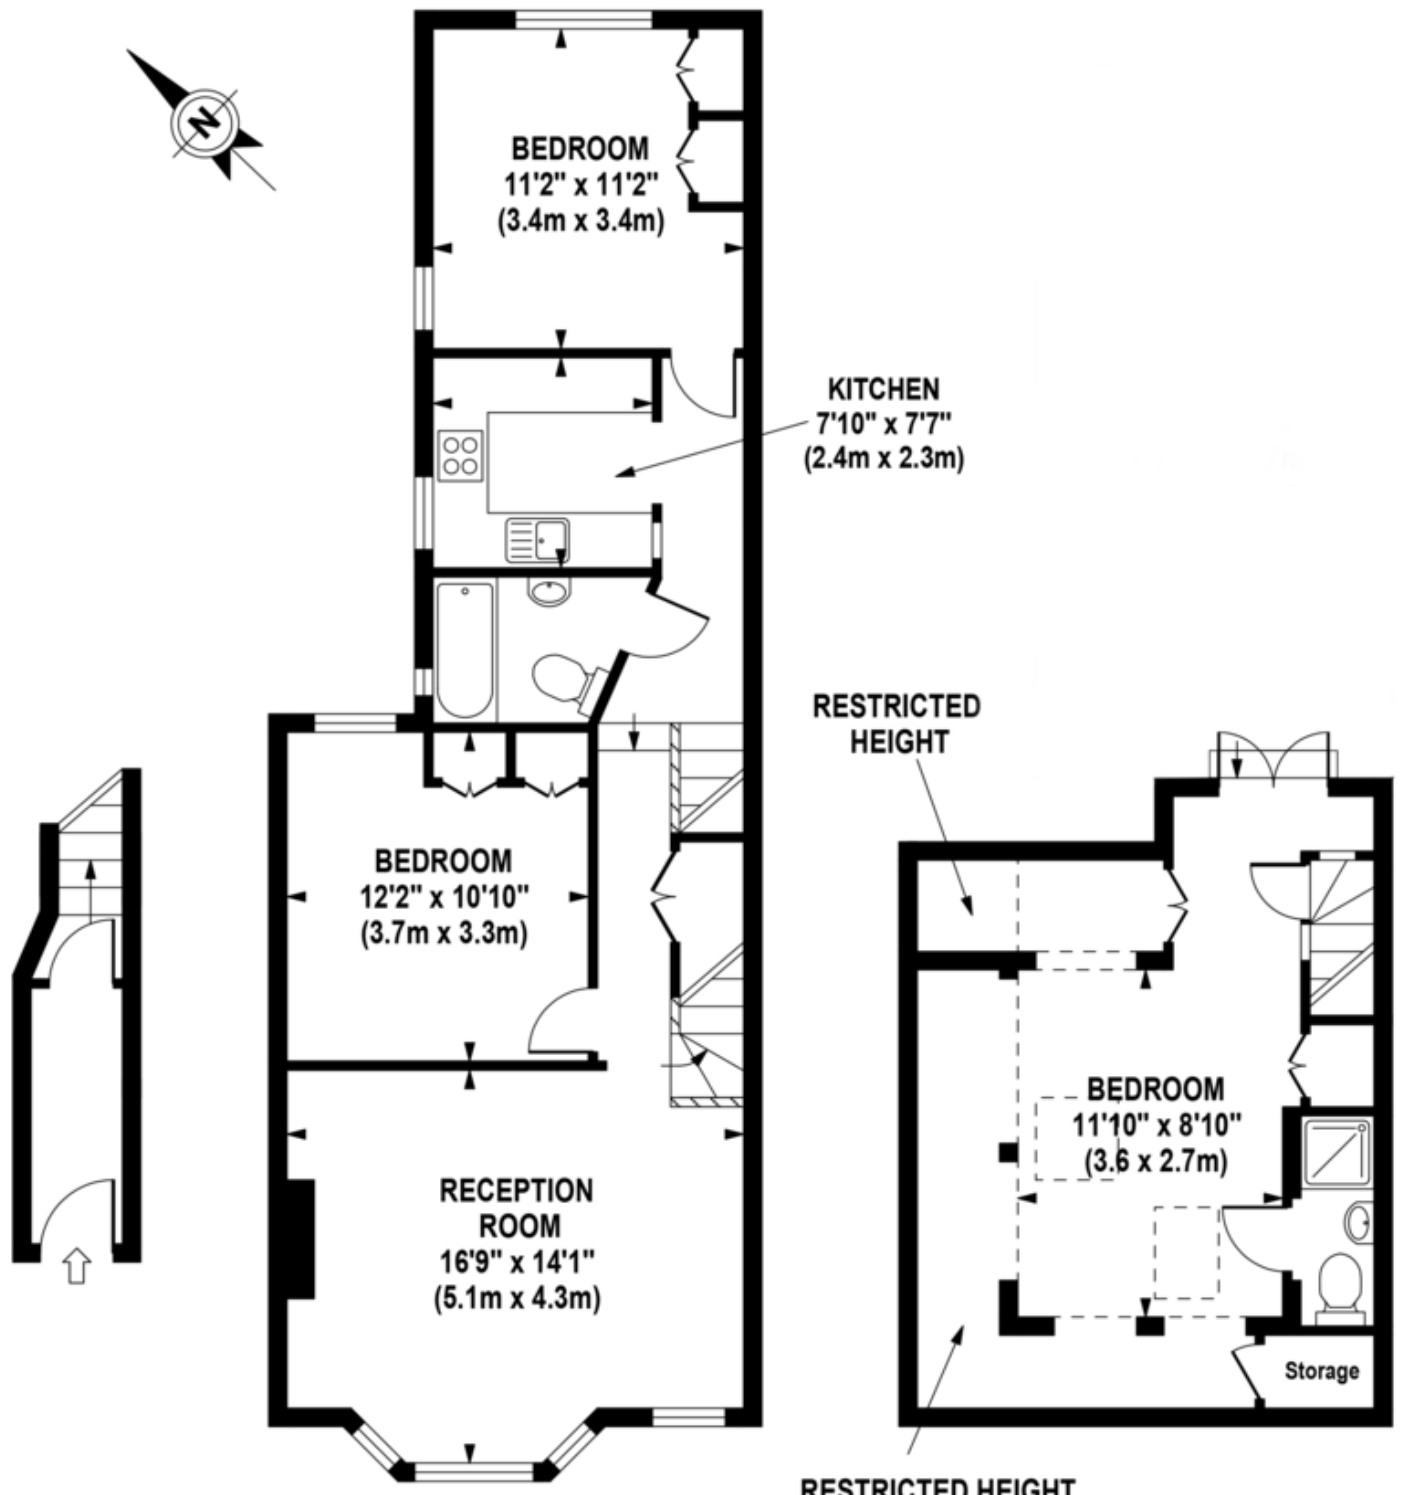 N
BEDROOM
11'2" x 11'2"
(3.4m x 3.4m)
KITCHEN
7'10" x 7'7"
(2.4m x 2.3m)
RESTRICTED
HEIGHT
BEDROOM
12'2" x 10'10"
(3.7m x 3.3m)
BEDROOM
11'10" x 8'10"
(3.6 x 2.7m)
RECEPTION
ROOM
16'9" x 14'1"
(5.1m x 4.3m)
Storage
RESTRICTED HEIGHT